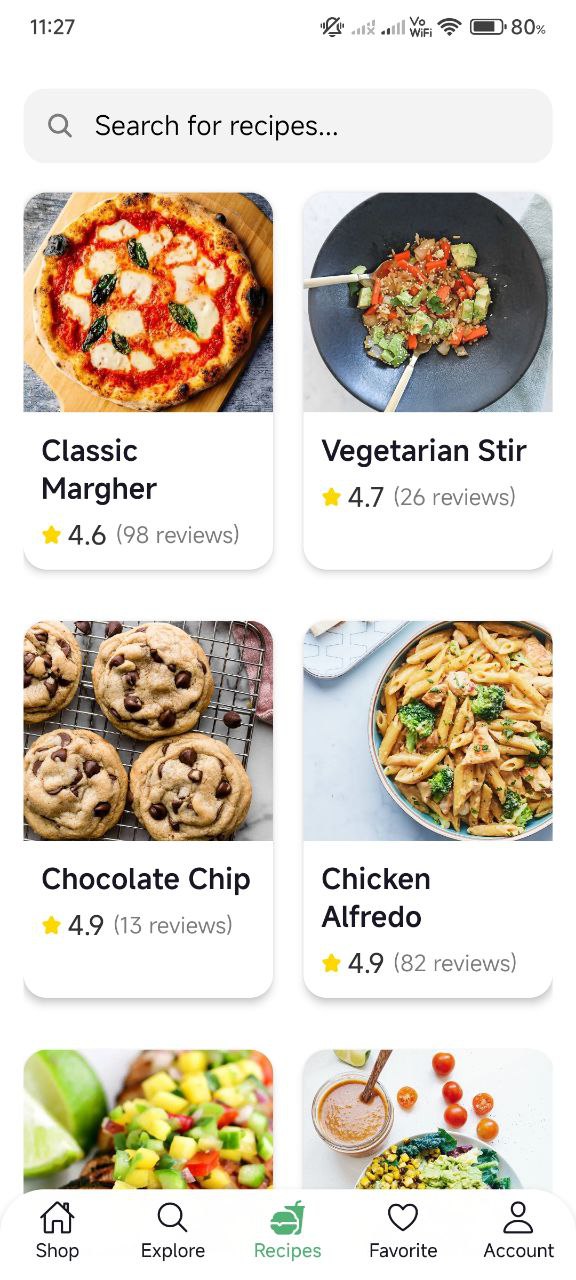 11:27
Vo
WiFi
80%
Search for recipes...
Classic
Margher
4.6 (98 reviews)
Vegetarian Stir
4.7 (26 reviews)
Chocolate Chip
4.9 (13 reviews)
Chicken
Alfredo
4.9 (82 reviews)
Shop
Explore
Recipes
Favorite
Account